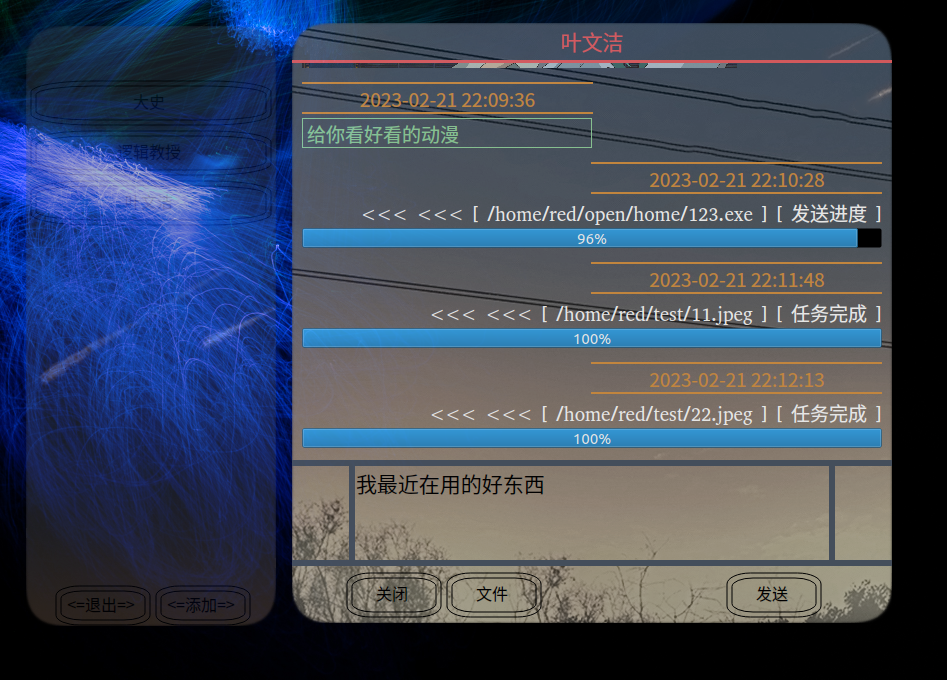 大史
逻辑教授
<=退出=>
<=添加=>
叶文洁
2023-02-21 22:09:36
给你看好看的动漫
2023-02-21 22:10:28
<<< <<< [ /home/red/open/home/123.exe ] [ 发送进度 ]
96%
2023-02-21 22:11:48
<<< <<< [ /home/red/test/11.jpeg ] [ 任务完成 ]
100%
2023-02-21 22:12:13
<<< <<< [ /home/red/test/22.jpeg ] [ 任务完成 ]
100%
我最近在用的好东西
关闭
文件
发送